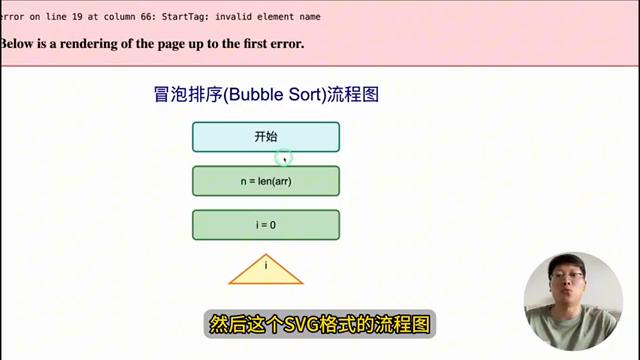 error on line 19 at column 66: StartTag: invalid element name
Below is a rendering of the page up to the first error.
冒泡排序(Bubble Sort)流程图
开始
n = len(arr)
i = 0
i
然后这个SVG格式的流程图